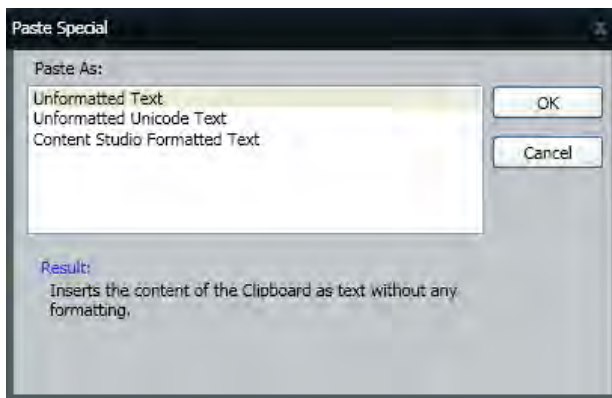 Paste Special
Paste As:
Unformatted Text
Unformatted Unicode Text
Content Studio Formatted Text
OK
Cancel
Result:
Inserts the content of the Clipboard as text without any
formatting.